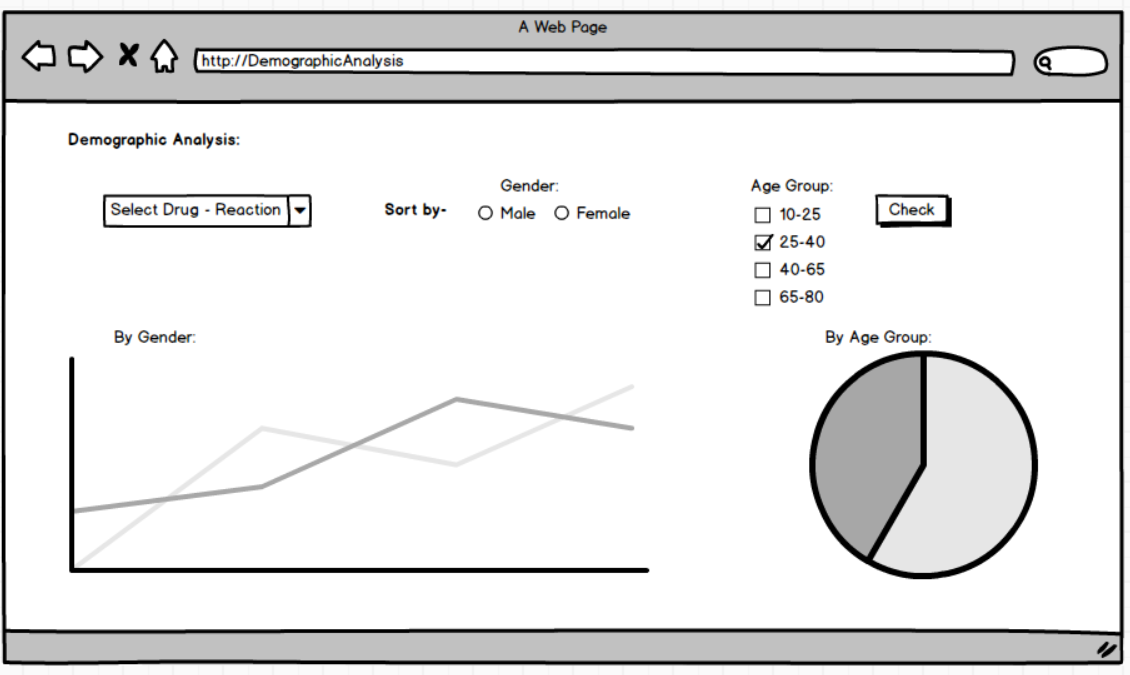 A Web Page
http://DemographicAnalysis
Demographic Analysis:
Select Drug - Reaction
Sort by-
Gender:
Male
Female
Age Group:
10-25
25-40
40-65
65-80
Check
By Gender:
By Age Group: